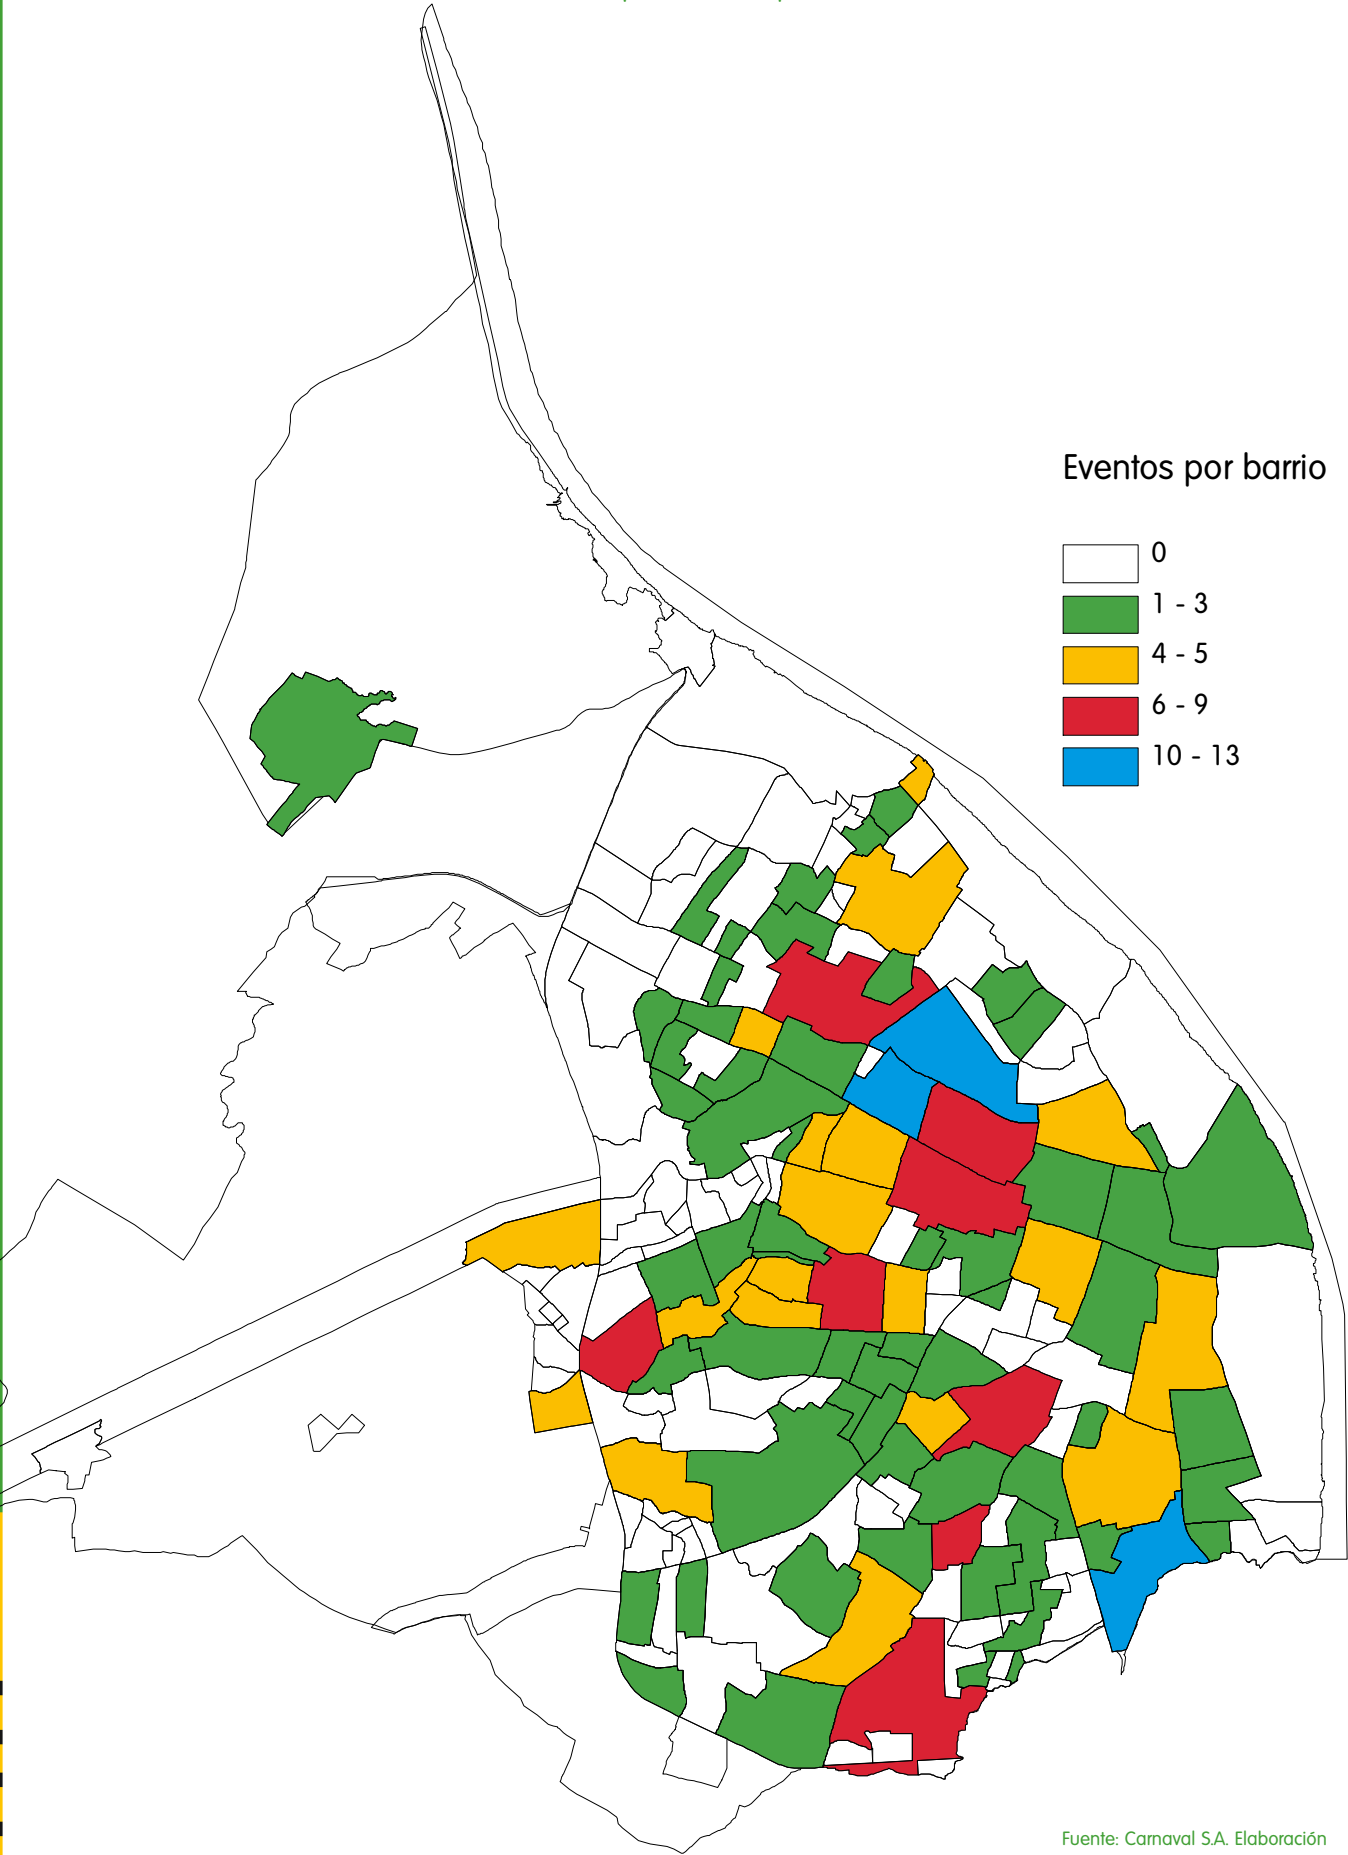 Eventos por barrio
0
1 - 3
4 - 5
6 - 9
10 - 13
Fuente: Carnaval S.A. Elaboración